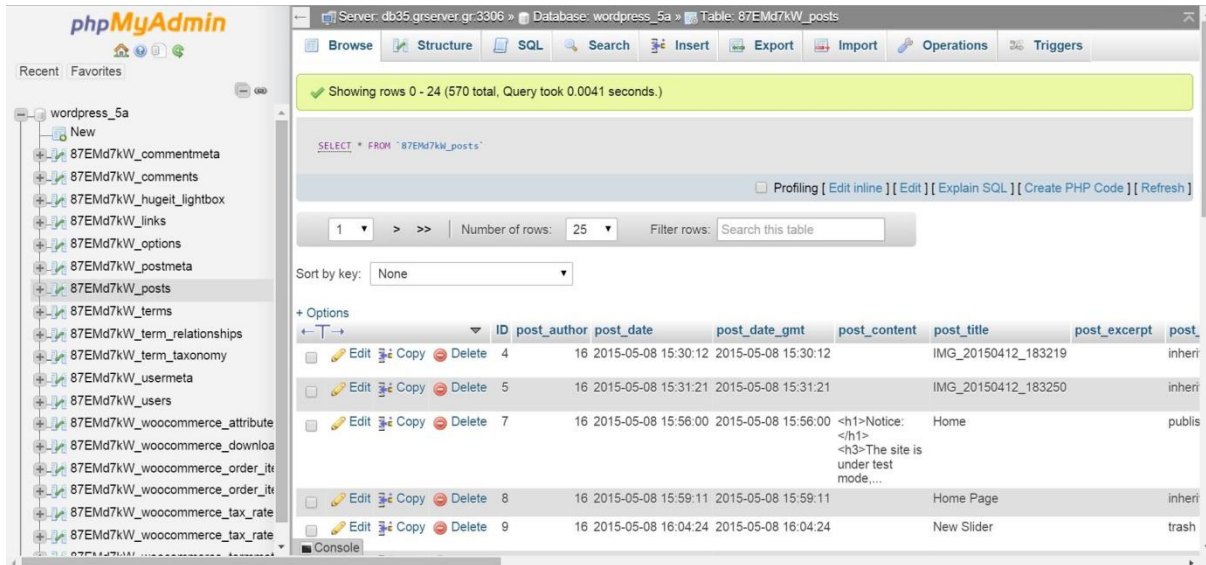 phpMyAdmin
Recent Favorites
wordpress_5a
New
87EMd7kW_commentmeta
87EMd7kW_comments
87EMd7kW_hugeit_lightbox
87EMd7kW_links
87EMd7kW_options
87EMd7kW_postmeta
87EMd7kW_posts
87EMd7kW_terms
87EMd7kW_term_relationships
87EMd7kW_term_taxonomy
87EMd7kW_usermeta
87EMd7kW_users
87EMd7kW_woocommerce_attribute
87EMd7kW_woocommerce_downloa
87EMd7kW_woocommerce_order_ite
87EMd7kW_woocommerce_order_ite
87EMd7kW_woocommerce_tax_rate
87EMd7kW_woocommerce_tax_rate
Server: db35.grserver.gr:3306 » Database: wordpress_5a » Table: 87EMd7kW_posts
Browse Structure SQL Search Insert Export Import Operations Triggers
Showing rows 0 - 24 (570 total, Query took 0.0041 seconds.)
SELECT * FROM `87EMd7kW_posts`
Profiling [ Edit inline ] [ Edit ] [ Explain SQL ] [ Create PHP Code ] [ Refresh ]
1 > >> Number of rows: 25 Filter rows: Search this table
Sort by key: None
+ Options
←T→ ID post_author post_date post_date_gmt post_content post_title post_excerpt post_
Edit Copy Delete 4 16 2015-05-08 15:30:12 2015-05-08 15:30:12 IMG_20150412_183219 inheri
Edit Copy Delete 5 16 2015-05-08 15:31:21 2015-05-08 15:31:21 IMG_20150412_183250 inheri
Edit Copy Delete 7 16 2015-05-08 15:56:00 2015-05-08 15:56:00 <h1>Notice: Home publis
</h1>
<h3>The site is
under test
mode,...
Edit Copy Delete 8 16 2015-05-08 15:59:11 2015-05-08 15:59:11 Home Page inheri
Edit Copy Delete 9 16 2015-05-08 16:04:24 2015-05-08 16:04:24 New Slider trash
Console